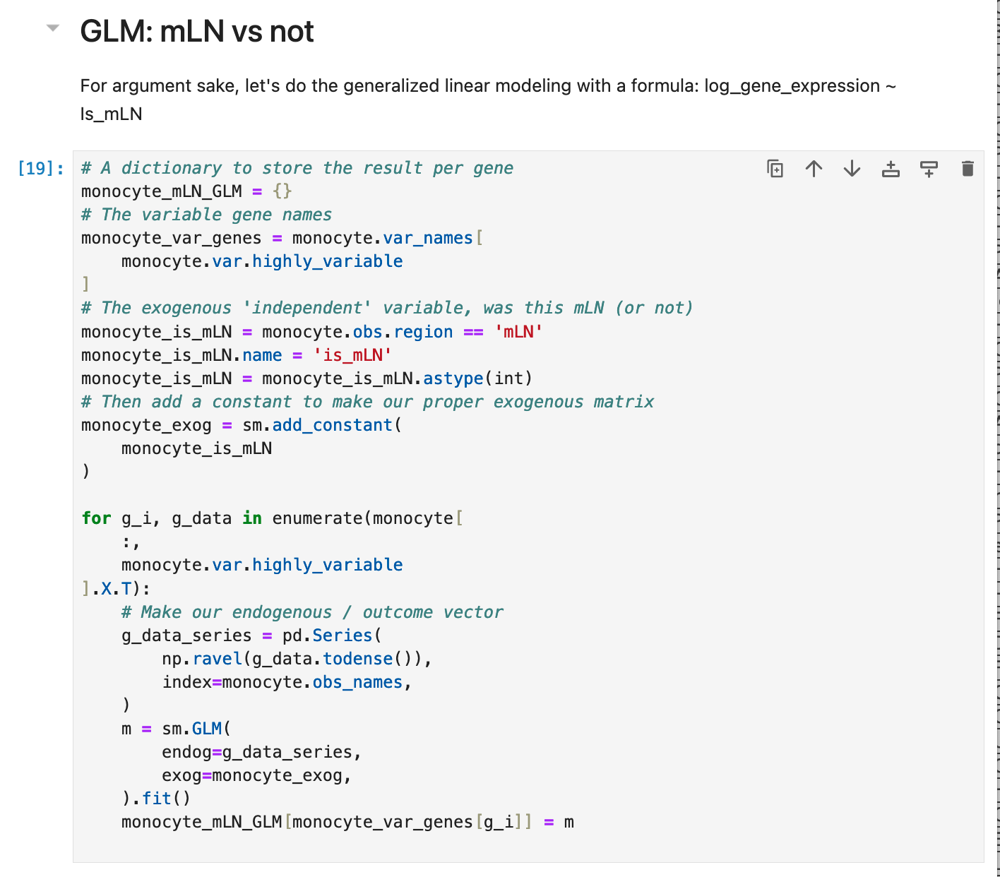 GLM: mLN vs not
For argument sake, let's do the generalized linear modeling with a formula: log_gene_expression ~
Is_mLN
[19]:
# A dictionary to store the result per gene
monocyte_mLN_GLM = {}
# The variable gene names
monocyte_var_genes = monocyte.var_names[
    monocyte.var.highly_variable
]
# The exogenous 'independent' variable, was this mLN (or not)
monocyte_is_mLN = monocyte.obs.region == 'mLN'
monocyte_is_mLN.name = 'is_mLN'
monocyte_is_mLN = monocyte_is_mLN.astype(int)
# Then add a constant to make our proper exogenous matrix
monocyte_exog = sm.add_constant(
    monocyte_is_mLN
)
for g_i, g_data in enumerate(monocyte[
    :,
    monocyte.var.highly_variable
].X.T):
    # Make our endogenous / outcome vector
    g_data_series = pd.Series(
        np.ravel(g_data.todense()),
        index=monocyte.obs_names,
    )
    m = sm.GLM(
        endog=g_data_series,
        exog=monocyte_exog,
    ).fit()
    monocyte_mLN_GLM[monocyte_var_genes[g_i]] = m